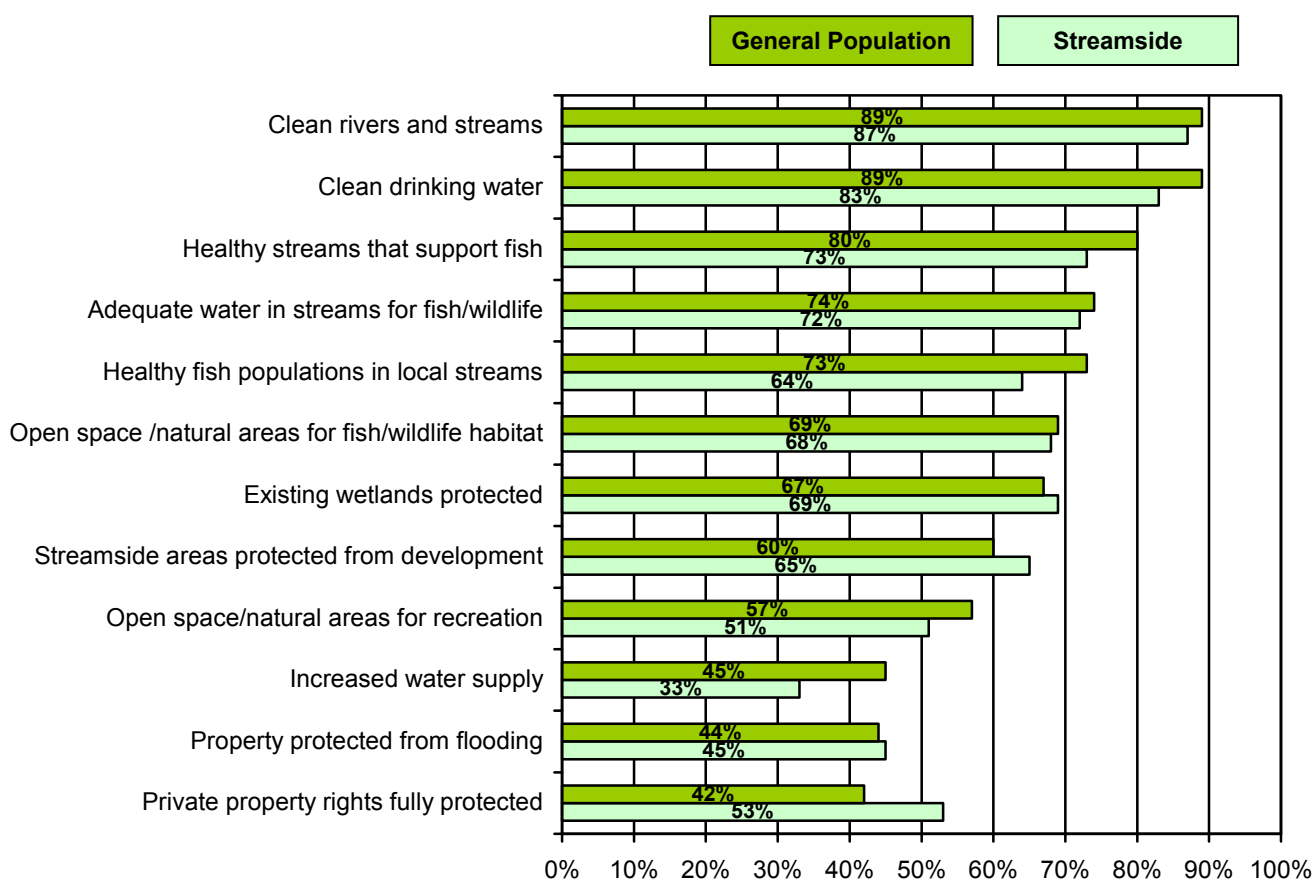 General Population
Streamside
Clean rivers and streams
89%
87%
Clean drinking water
89%
83%
Healthy streams that support fish
80%
73%
Adequate water in streams for fish/wildlife
74%
72%
Healthy fish populations in local streams
73%
64%
Open space /natural areas for fish/wildlife habitat
69%
68%
Existing wetlands protected
67%
69%
Streamside areas protected from development
60%
65%
Open space/natural areas for recreation
57%
51%
Increased water supply
45%
33%
Property protected from flooding
44%
45%
Private property rights fully protected
42%
53%
0% 10% 20% 30% 40% 50% 60% 70% 80% 90% 100%